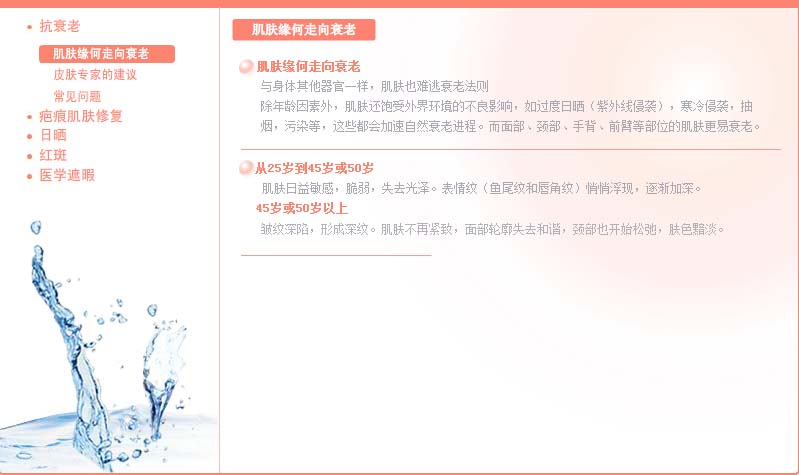 抗衰老
肌肤缘何走向衰老
皮肤专家的建议
常见问题
疤痕肌肤修复
日晒
红斑
医学遮暇
肌肤缘何走向衰老
肌肤缘何走向衰老
与身体其他器官一样，肌肤也难逃衰老法则
除年龄因素外，肌肤还饱受外界环境的不良影响，如过度日晒（紫外线侵袭），寒冷侵袭，抽
烟，污染等，这些都会加速自然衰老进程。而面部、颈部、手背、前臂等部位的肌肤更易衰老。
从25岁到45岁或50岁
肌肤日益敏感，脆弱，失去光泽。表情纹（鱼尾纹和唇角纹）悄悄浮现，逐渐加深。
45岁或50岁以上
皱纹深陷，形成深纹。肌肤不再紧致，面部轮廓失去和谐，颈部也开始松弛，肤色黯淡。